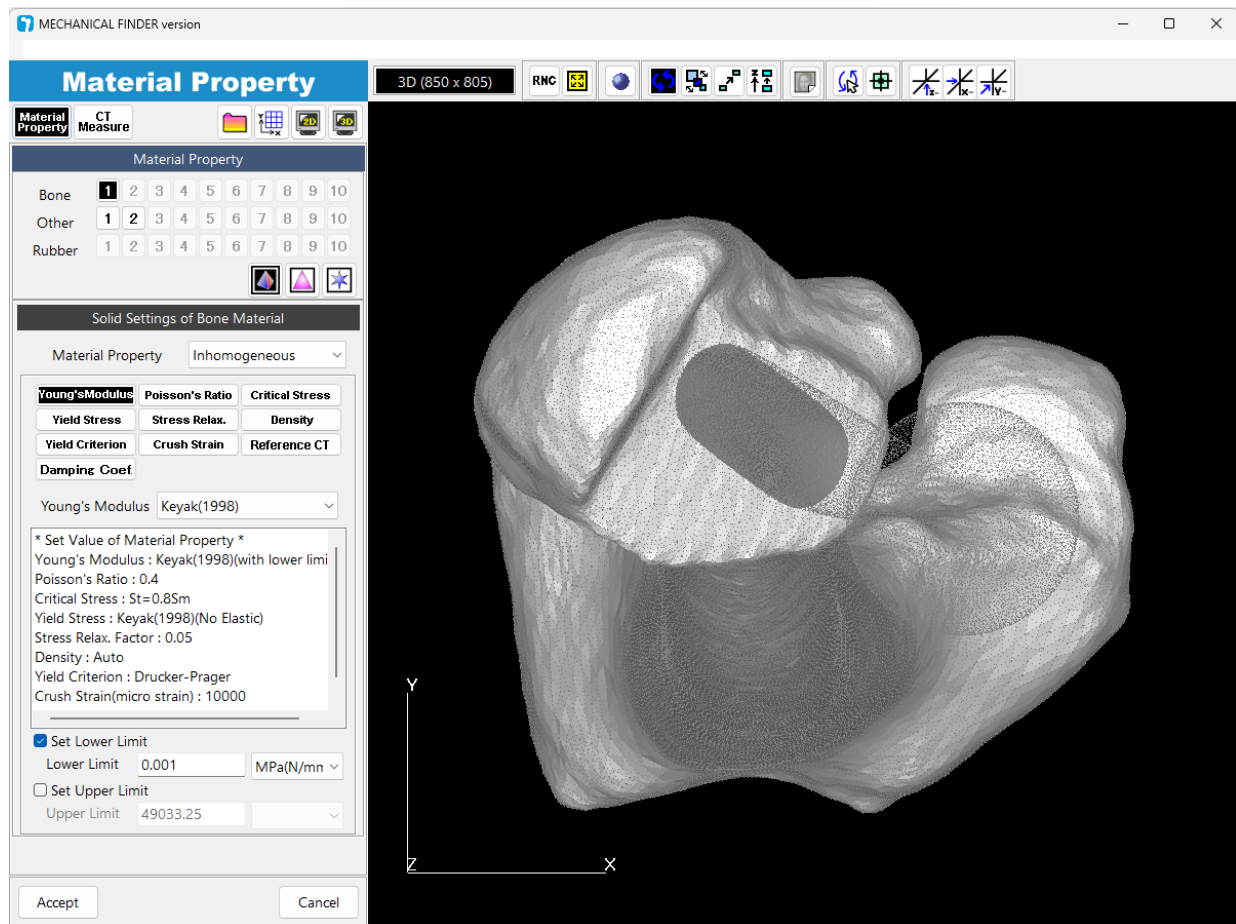 MECHANICAL FINDER version
Material Property
3D (850 x 805)
RNC
Material Property
CT Measure
2D
3D
Material Property
Bone 1 2 3 4 5 6 7 8 9 10
Other 1 2 3 4 5 6 7 8 9 10
Rubber 1 2 3 4 5 6 7 8 9 10
Solid Settings of Bone Material
Material Property Inhomogeneous
Young'sModulus Poisson's Ratio Critical Stress
Yield Stress Stress Relax. Density
Yield Criterion Crush Strain Reference CT
Damping Coef.
Young's Modulus Keyak(1998)
* Set Value of Material Property *
Young's Modulus : Keyak(1998)(with lower limi
Poisson's Ratio : 0.4
Critical Stress : St=0.8Sm
Yield Stress : Keyak(1998)(No Elastic)
Stress Relax. Factor : 0.05
Density : Auto
Yield Criterion : Drucker-Prager
Crush Strain(micro strain) : 10000
Set Lower Limit
Lower Limit 0.001 MPa(N/mn
Set Upper Limit
Upper Limit 49033.25
Accept Cancel
Y
Z X